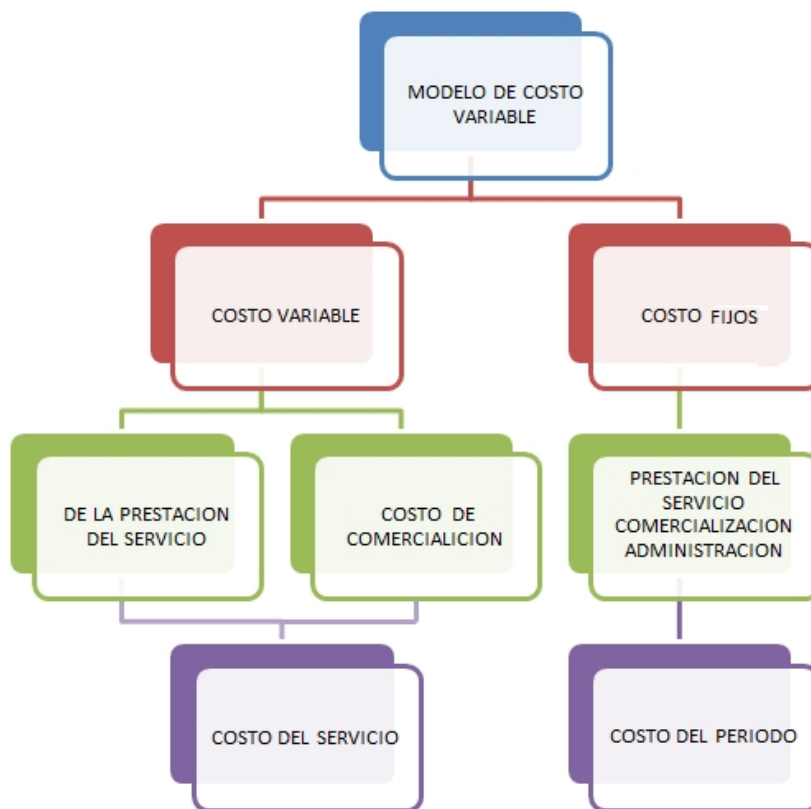 MODELO DE COSTO
VARIABLE
COSTO VARIABLE
COSTO FIJOS
DE LA PRESTACION
DEL SERVICIO
COSTO DE
COMERCIALICION
PRESTACION DEL
SERVICIO
COMERCIALIZACION
ADMINISTRACION
COSTO DEL SERVICIO
COSTO DEL PERIODO